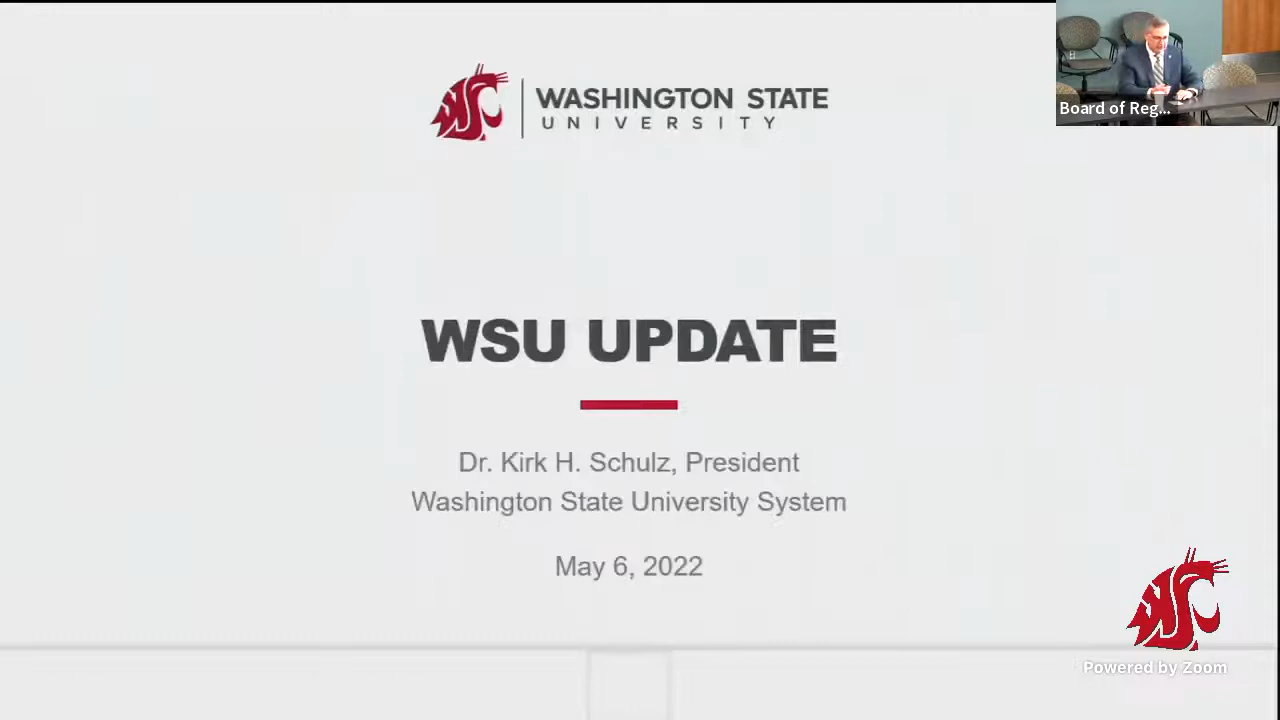 WASHINGTON STATE
UNIVERSITY
Board of Reg...
WSU UPDATE
Dr. Kirk H. Schulz, President
Washington State University System
May 6, 2022
Powered by Zoom